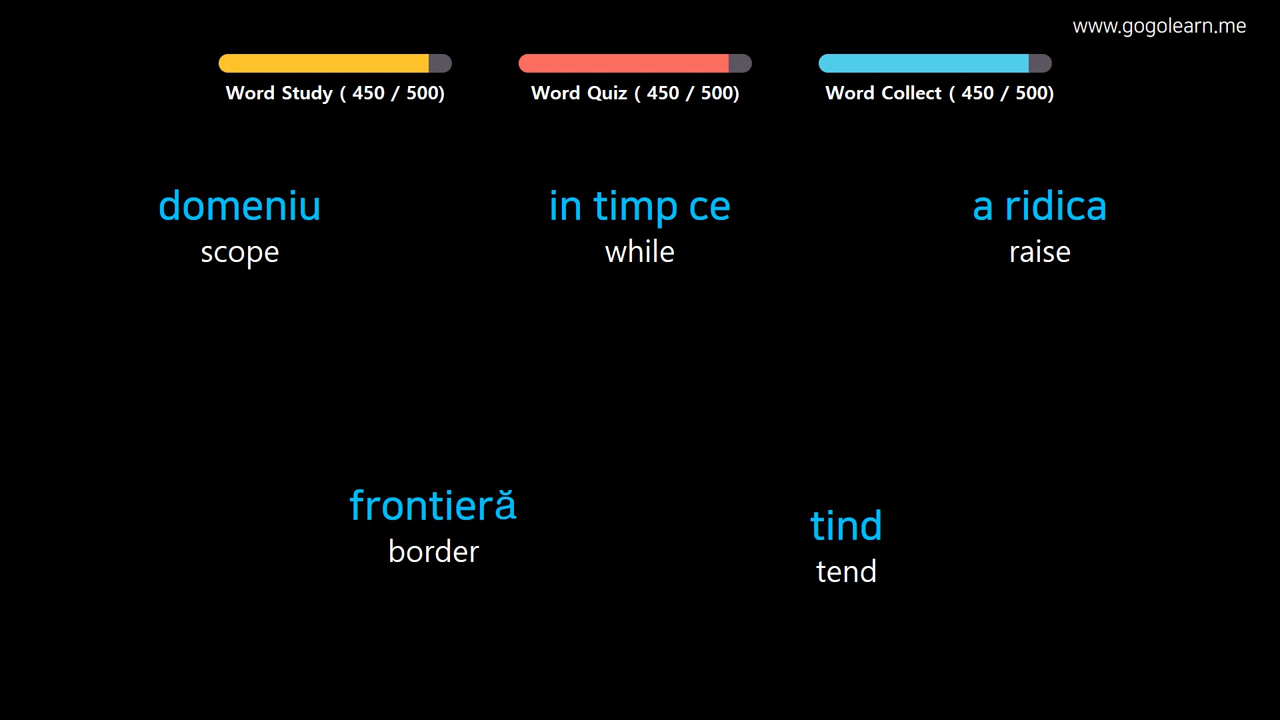 www.gogolearn.me
Word Study ( 450 / 500)
Word Quiz ( 450 / 500)
Word Collect ( 450 / 500)
domeniu
scope
in timp ce
while
a ridica
raise
frontieră
border
tind
tend